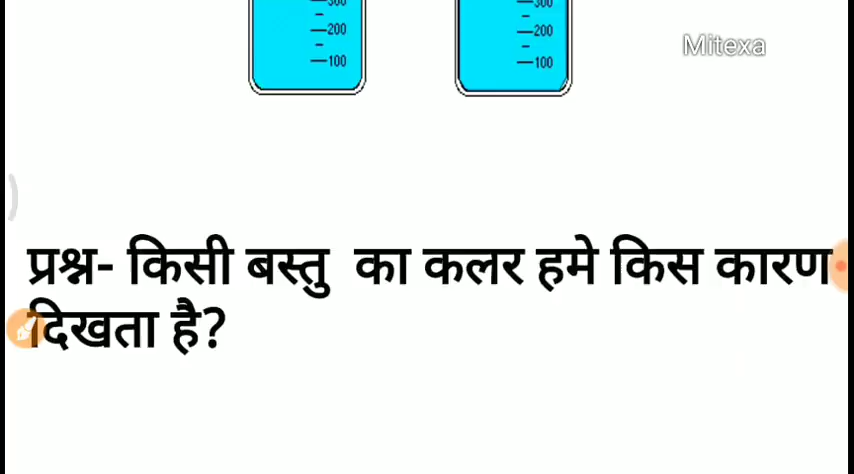 300
300
—200
—200
Mitexa
—100
—100
प्रश्न- किसी बस्तु का कलर हमे किस कारण
दिखता है?